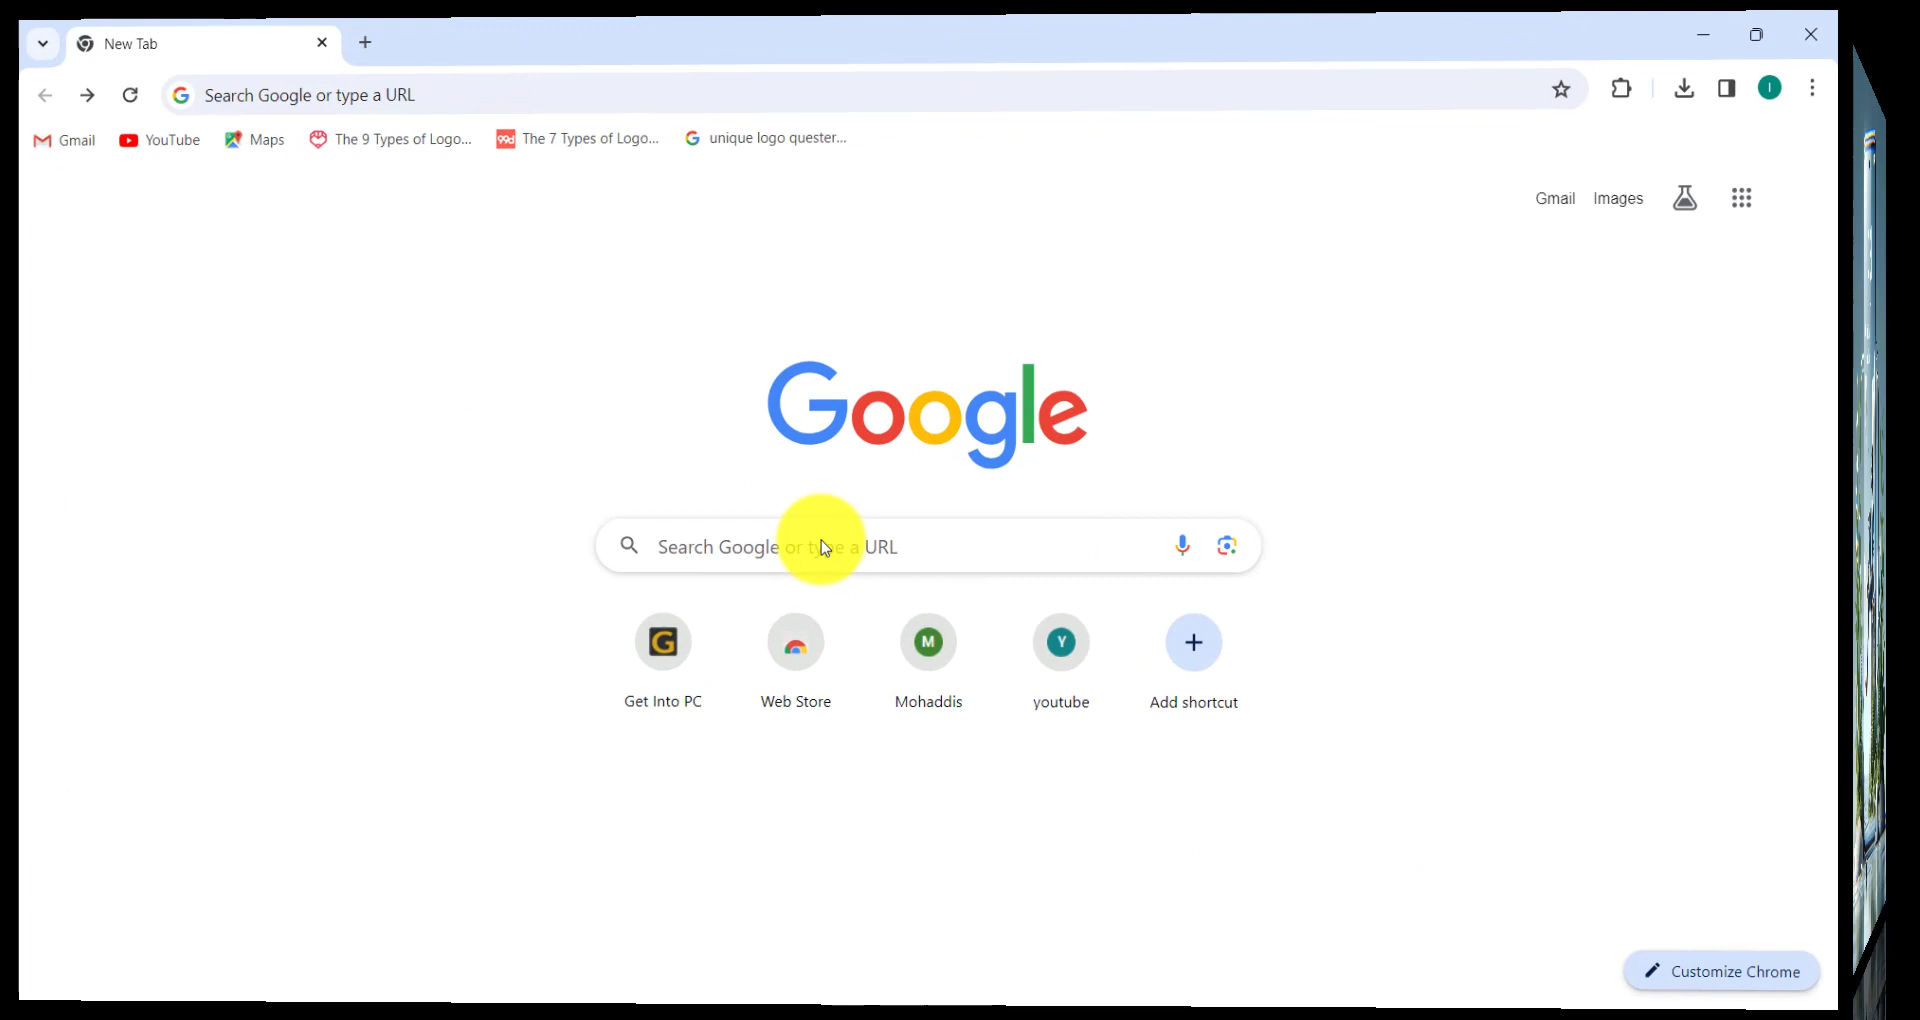 New Tab
Search Google or type a URL
Gmail YouTube Maps The 9 Types of Logo... 99d The 7 Types of Logo... unique logo quester...
I
Gmail Images
Google
Search Google or type a URL
G M Y
Get Into PC Web Store Mohaddis youtube Add shortcut
Customize Chrome